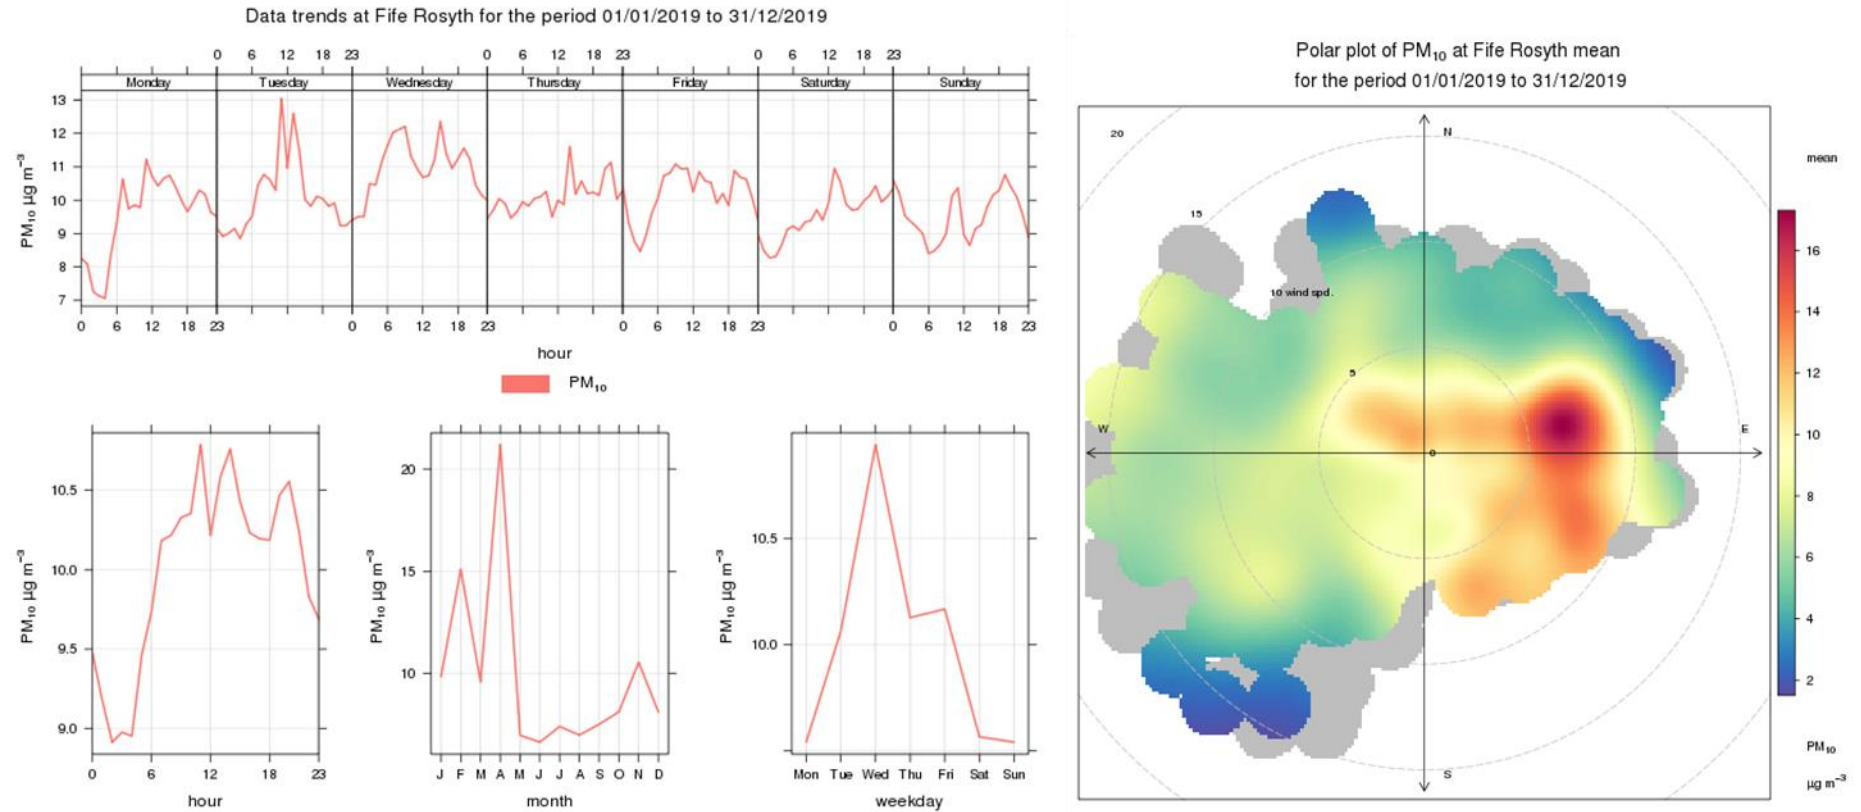 Data trends at Fife Rosyth for the period 01/01/2019 to 31/12/2019
0 6 12 18 23 0 6 12 18 23 0 6 12 18 23
Monday Tuesday Wednesday Thursday Friday Saturday Sunday
13
12
11
10
9
8
7
PM₁₀ µg m⁻³
0 6 12 18 23 0 6 12 18 23 0 6 12 18 23 0 6 12 18 23
hour
PM₁₀
0 6 12 18 23
10.5
10.0
9.5
9.0
PM₁₀ µg m⁻³
0 6 12 18 23
hour
20
15
10
PM₁₀ µg m⁻³
J F M A M J J A S O N D
month
10.5
10.0
PM₁₀ µg m⁻³
Mon Tue Wed Thu Fri Sat Sun
weekday
Polar plot of PM₁₀ at Fife Rosyth mean
for the period 01/01/2019 to 31/12/2019
20
N
15
10 wind spd.
5
W
E
0
S
mean
16
14
12
10
8
6
4
2
PM₁₀
µg m⁻³